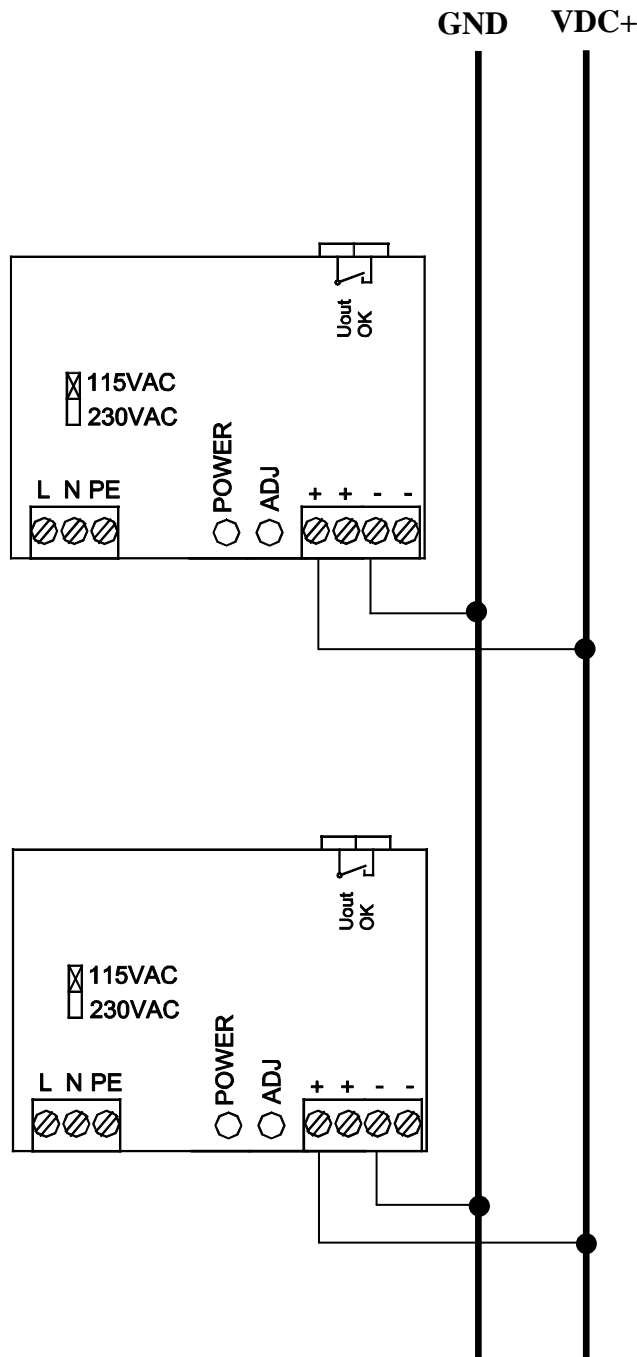 GND VDC+
Uout
OK
115VAC
230VAC
POWER
ADJ
L N PE
+ + - -
Uout
OK
115VAC
230VAC
POWER
ADJ
L N PE
+ + - -